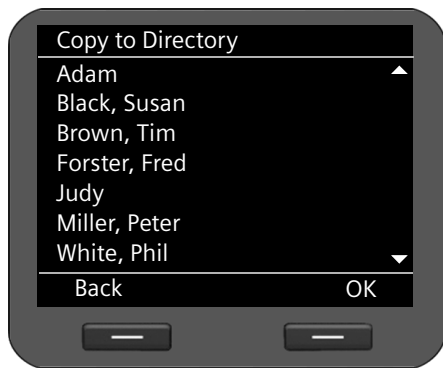 Copy to Directory
Adam
Black, Susan
Brown, Tim
Forster, Fred
Judy
Miller, Peter
White, Phil
Back OK